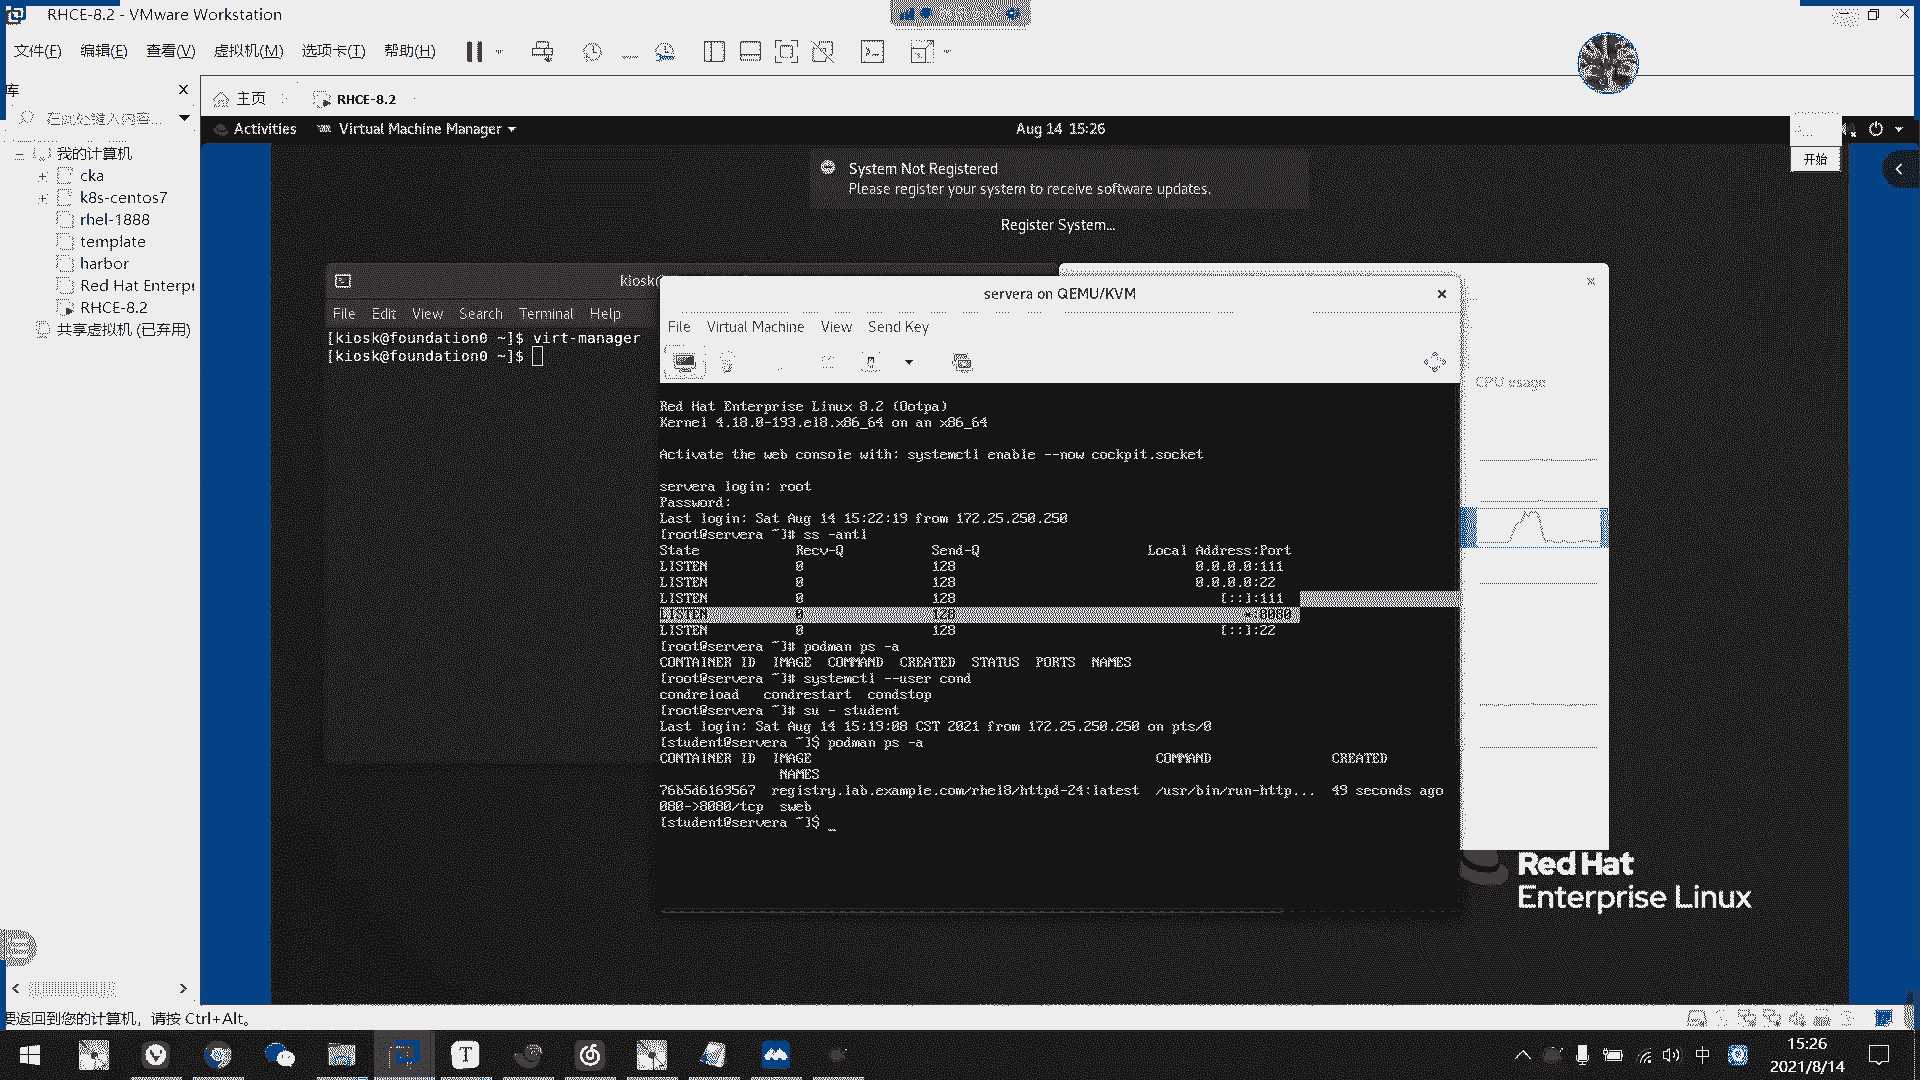 RHCE-8.2 - VMware Workstation
文件(F) 编辑(E) 查看(V) 虚拟机(M) 选项卡(T) 帮助(H)
库
在此处键入内容...
我的计算机
cka
k8s-centos7
rhel-1888
template
harbor
Red Hat Enterpr
RHCE-8.2
共享虚拟机 (已弃用)
主页 RHCE-8.2
Activities Virtual Machine Manager Aug 14 15:26
开始
System Not Registered
Please register your system to receive software updates.
Register System...
kiosk@
File Edit View Search Terminal Help
[kiosk@foundation0 ~]$ virt-manager
[kiosk@foundation0 ~]$
servera on QEMU/KVM
File Virtual Machine View Send Key
CPU usage
Red Hat Enterprise Linux 8.2 (Ootpa)
Kernel 4.18.0-193.el8.x86_64 on an x86_64
Activate the web console with: systemctl enable --now cockpit.socket
servera login: root
Password:
Last login: Sat Aug 14 15:22:19 from 172.25.250.250
[root@servera ~]# ss -antl
State Recv-Q Send-Q Local Address:Port
LISTEN 0 128 0.0.0.0:111
LISTEN 0 128 0.0.0.0:22
LISTEN 0 128 [::]:111
LISTEN 0 128 *:8080
LISTEN 0 128 [::]:22
[root@servera ~]# podman ps -a
CONTAINER ID IMAGE COMMAND CREATED STATUS PORTS NAMES
[root@servera ~]# systemctl --user cond
condreload condrestart condstop
[root@servera ~]# su - student
Last login: Sat Aug 14 15:19:08 CST 2021 from 172.25.250.250 on pts/0
[student@servera ~]$ podman ps -a
CONTAINER ID IMAGE COMMAND CREATED
NAMES
76b5d6169567 registry.lab.example.com/rhel8/httpd-24:latest /usr/bin/run-http... 49 seconds ago
080->8080/tcp sweb
[student@servera ~]$ _
Red Hat
Enterprise Linux
要返回到您的计算机，请按 Ctrl+Alt。
中
15:26
2021/8/14